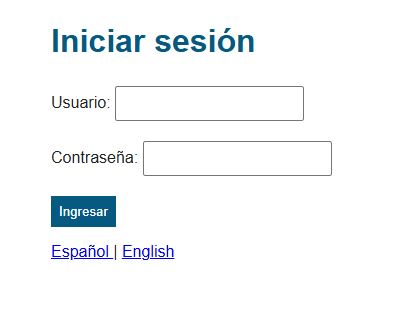 Iniciar sesión
Usuario:
Contraseña:
Ingresar
Español | English